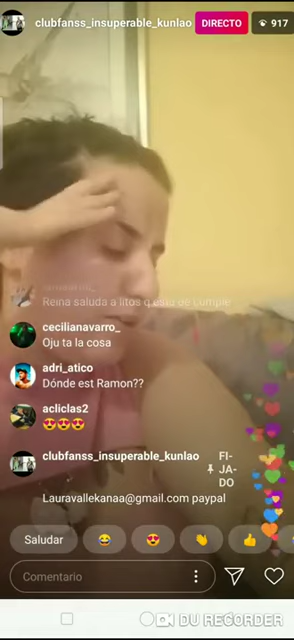 clubfanss_insuperable_kunlao DIRECTO 917
Reina saluda a litos q esta de cumple
cecilianavarro_
Oju ta la cosa
adri_atico
Dónde est Ramon??
acliclas2
😍😍😍
clubfanss_insuperable_kunlao FI-
JA-
DO
Lauravallekanaa@gmail.com paypal
Saludar 😂 😍 👏 👍
Comentario
DU RECORDER